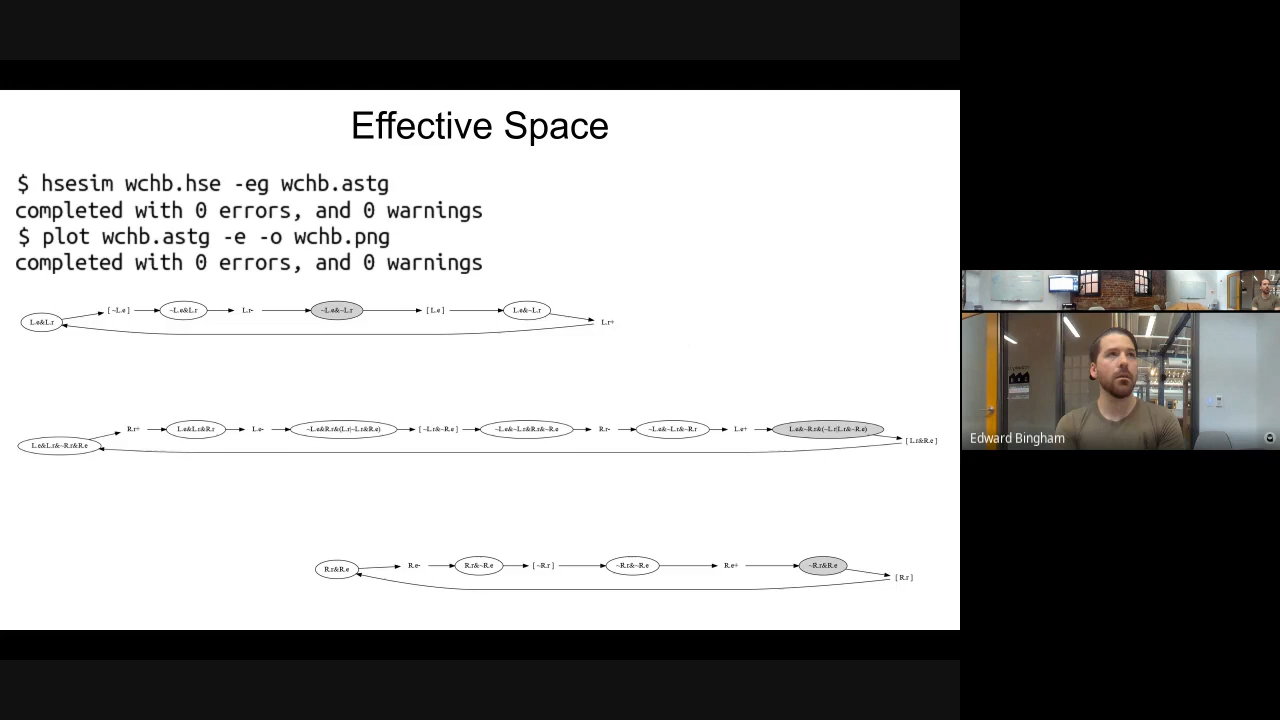 Effective Space
$ hsesim wchb.hse -eg wchb.astg
completed with 0 errors, and 0 warnings
$ plot wchb.astg -e -o wchb.png
completed with 0 errors, and 0 warnings
L.e&L.r [ ~L.e ] ~L.e&L.r L.r- ~L.e&~L.r [ L.e ] L.e&~L.r L.r+
L.e&L.r&~R.r&R.e R.r+ L.e&L.r&R.r L.e- ~L.e&R.r&(L.r|~L.r&R.e) [ ~L.r&~R.e ] ~L.e&~L.r&R.r&~R.e R.r- ~L.e&~L.r&~R.r L.e+ L.e&~R.r&(~L.r|L.r&~R.e) [ L.r&R.e ]
R.r&R.e R.e- R.r&~R.e [ ~R.r ] ~R.r&~R.e R.e+ ~R.r&R.e [ R.r ]
Edward Bingham